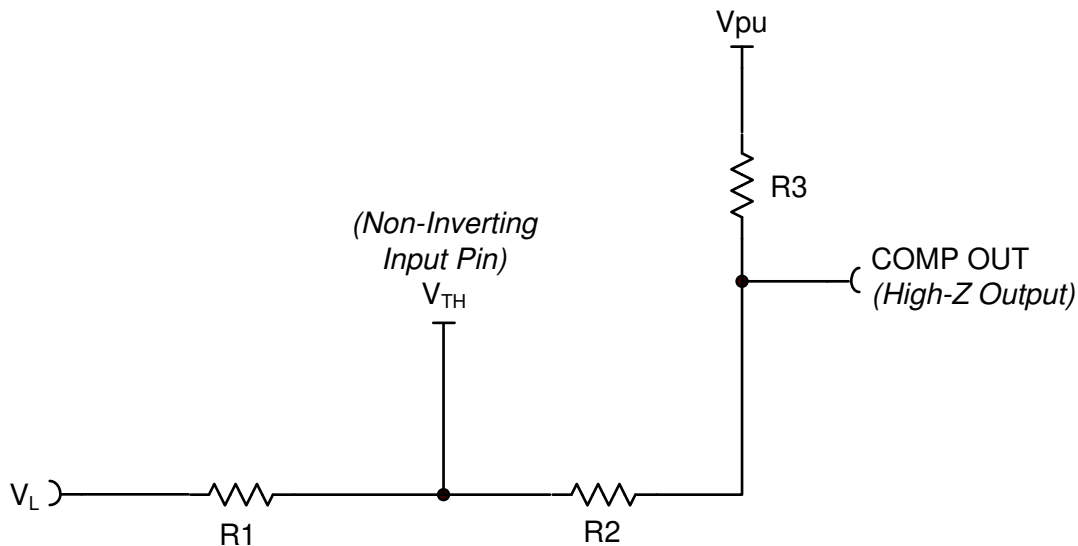 Vpu
R3
(Non-Inverting
Input Pin)
VTH
COMP OUT
(High-Z Output)
VL
R1
R2